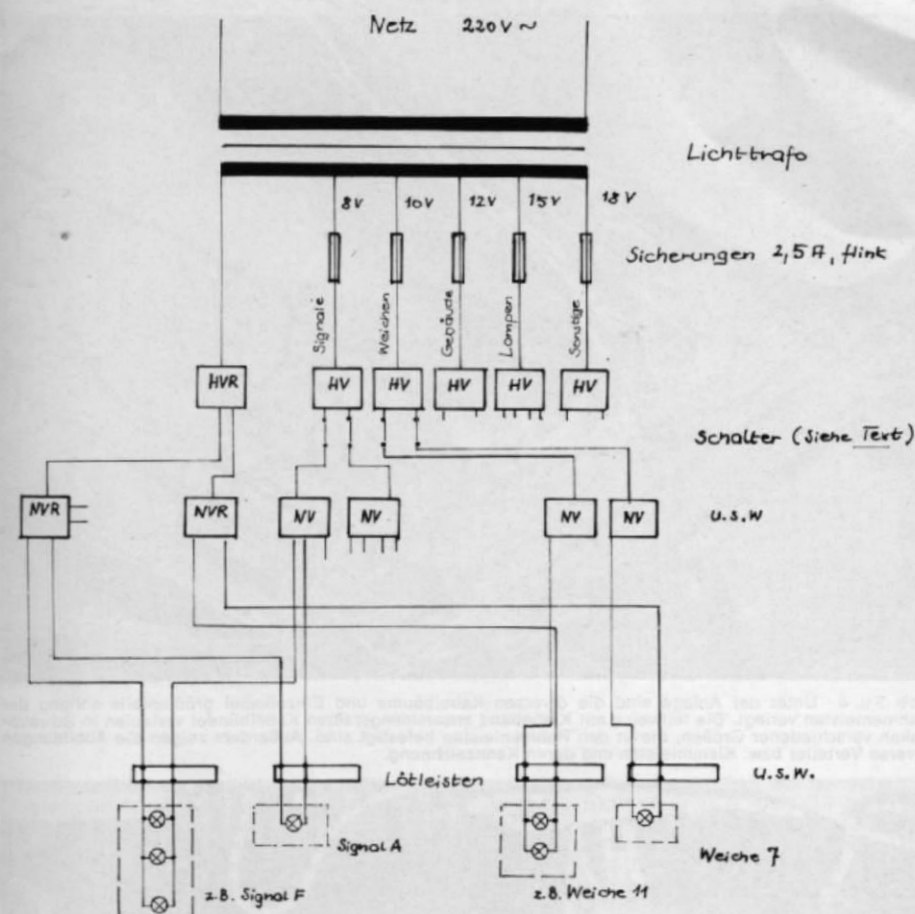 Netz 220V ~
Lichttrafo
8V 10V 12V 15V 18V
Sicherungen 2,5A, flink
Signale
Weichen
Gebäude
Lampen
Sonstige
HVR HV HV HV HV HV
Schalter (siehe Text)
NVR NVR NV NV NV NV u.s.w
Lötleisten u.s.w.
Signal A Weiche 7
z.B. Signal F z.B. Weiche 11